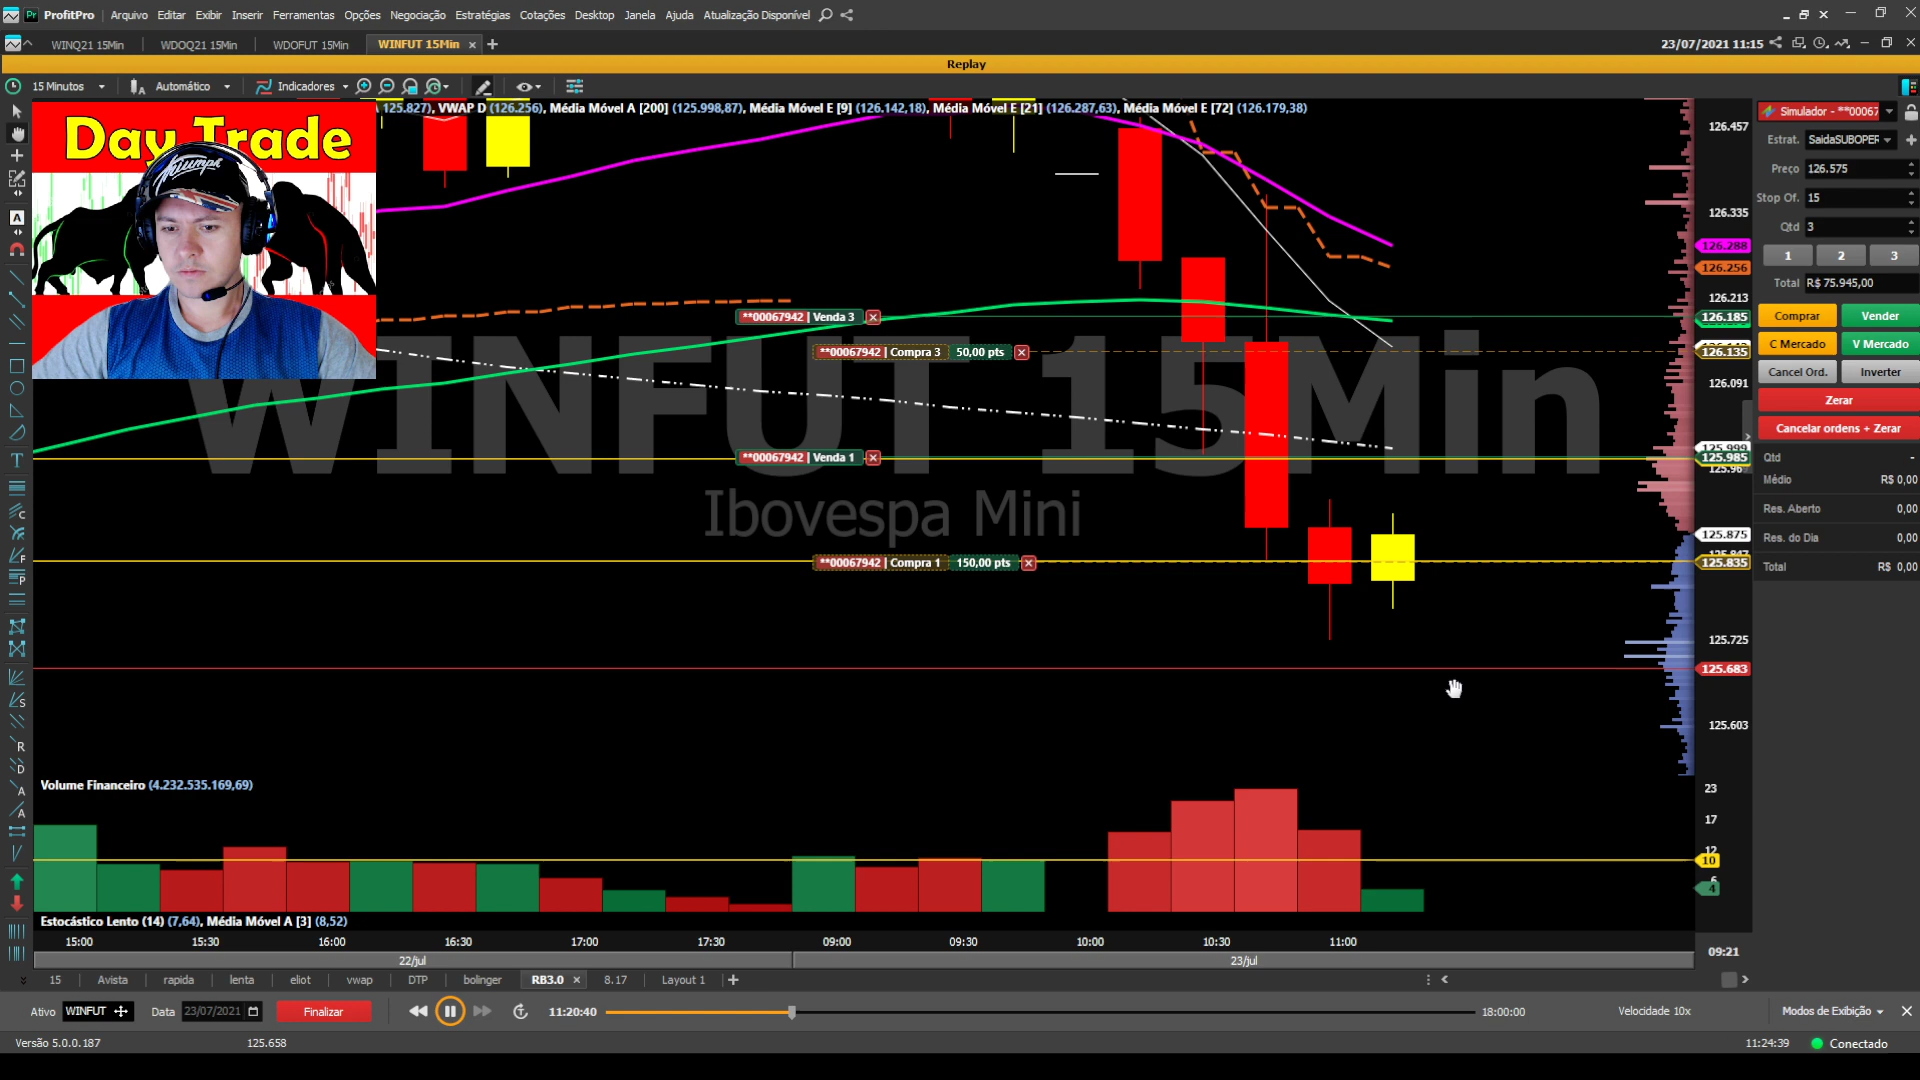 ProfitPro Arquivo Editar Exibir Inserir Ferramentas Opções Negociação Estratégias Cotações Desktop Janela Ajuda Atualização Disponível
WINQ21 15Min WDOQ21 15Min WDOFUT 15Min WINFUT 15Min
23/07/2021 11:15
Replay
15 Minutos Automático Indicadores
125.827), VWAP D (126.256), Média Móvel A [200] (125.998,87), Média Móvel E [9] (126.142,18), Média Móvel E [21] (126.287,63), Média Móvel E [72] (126.179,38)
Day Trade
Triumph
WINFUT 15Min
Ibovespa Mini
**00067942 | Venda 3
**00067942 | Compra 3 50,00 pts
**00067942 | Venda 1
**00067942 | Compra 1 150,00 pts
126.457
126.335
126.288
126.256
126.213
126.185
126.135
126.091
125.999
125.985
125.875
125.835
125.725
125.683
125.603
Simulador - **00067
Estrat. SaidaSUBOPER
Preço 126.575
Stop Of. 15
Qtd 3
1 2 3
Total R$ 75.945,00
Comprar Vender
C Mercado V Mercado
Cancel Ord. Inverter
Zerar
Cancelar ordens + Zerar
Qtd -
Médio R$ 0,00
Res. Aberto 0,00
Res. do Dia 0,00
Total R$ 0,00
Volume Financeiro (4.232.535.169,69)
23
17
12
10
6
4
Estocástico Lento (14) (7,64), Média Móvel A [3] (8,52)
15:00 15:30 16:00 16:30 17:00 17:30 09:00 09:30 10:00 10:30 11:00
09:21
22/jul 23/jul
15 Avista rapida lenta eliot vwap DTP bolinger RB3.0 8.17 Layout 1
Ativo WINFUT Data 23/07/2021 Finalizar 11:20:40 18:00:00 Velocidade 10x Modos de Exibição
Versão 5.0.0.187 125.658 11:24:39 Conectado